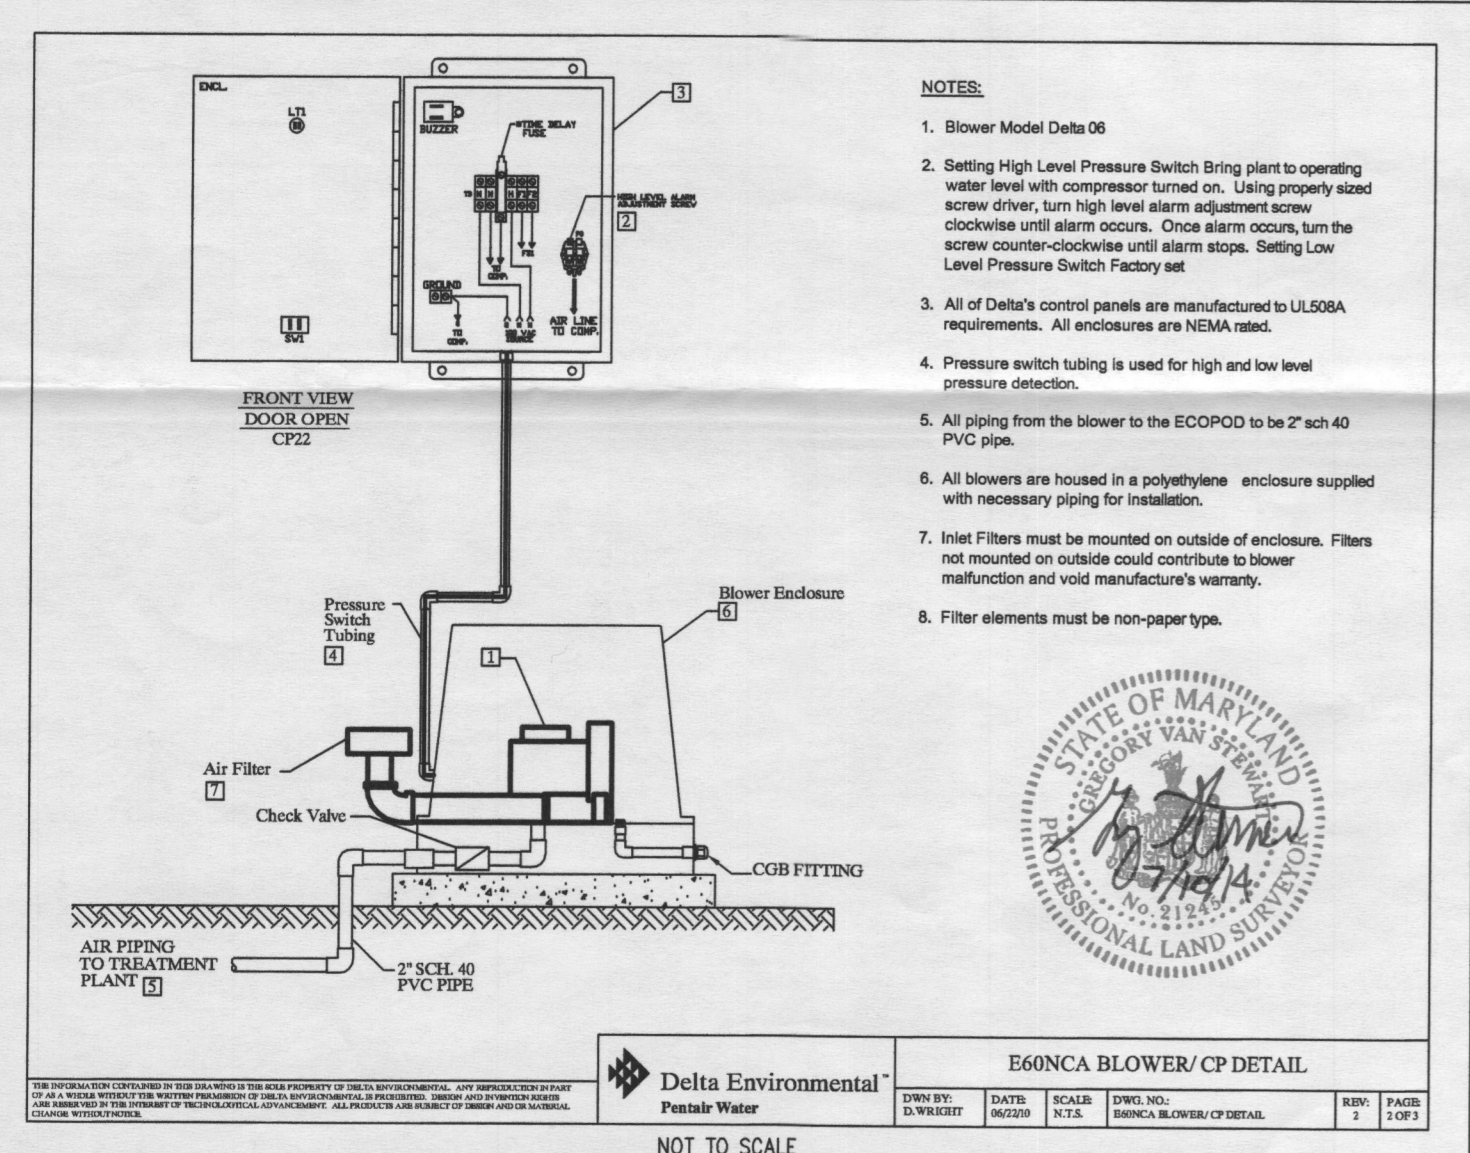 ENCL.
LT1
SW1
FRONT VIEW
DOOR OPEN
CP22
BUZZER
TIME DELAY
FUSE
3
TB
N N H F1 F2
HIGH LEVEL ALARM
ADJUSTMENT SCREW
2
PS
FS1
TO
COMP.
GROUND
TO
COMP.
120 VAC
SOURCE
AIR LINE
TO COMP.
NOTES:
1. Blower Model Delta 06
2. Setting High Level Pressure Switch Bring plant to operating
water level with compressor turned on. Using properly sized
screw driver, turn high level alarm adjustment screw
clockwise until alarm occurs. Once alarm occurs, turn the
screw counter-clockwise until alarm stops. Setting Low
Level Pressure Switch Factory set
3. All of Delta's control panels are manufactured to UL508A
requirements. All enclosures are NEMA rated.
4. Pressure switch tubing is used for high and low level
pressure detection.
5. All piping from the blower to the ECOPOD to be 2" sch 40
PVC pipe.
6. All blowers are housed in a polyethylene enclosure supplied
with necessary piping for installation.
7. Inlet Filters must be mounted on outside of enclosure. Filters
not mounted on outside could contribute to blower
malfunction and void manufacture's warranty.
8. Filter elements must be non-paper type.
Pressure
Switch
Tubing
4
Blower Enclosure
6
1
Air Filter
7
Check Valve
CGB FITTING
AIR PIPING
TO TREATMENT
PLANT 5
2" SCH. 40
PVC PIPE
STATE OF MARYLAND
GREGORY VAN STEWART
07/10/14
No. 21245
PROFESSIONAL LAND SURVEYOR
THE INFORMATION CONTAINED IN THIS DRAWING IS THE SOLE PROPERTY OF DELTA ENVIRONMENTAL. ANY REPRODUCTION IN PART
OF AS A WHOLE WITHOUT THE WRITTEN PERMISSION OF DELTA ENVIRONMENTAL IS PROHIBITED. DESIGN AND INVENTION RIGHTS
ARE RESERVED IN THE INTEREST OF TECHNOLOGTICAL ADVANCEMENT. ALL PRODUCTS ARE SUBJECT OF DESIGN AND OR MATERIAL
CHANGE WITHOUT NOTICE.
Delta Environmental™
Pentair Water
E60NCA BLOWER/ CP DETAIL
DWN BY:
D.WRIGHT
DATE:
06/22/10
SCALE:
N.T.S.
DWG. NO.:
E60NCA BLOWER/ CP DETAIL
REV:
2
PAGE:
2 OF 3
NOT TO SCALE